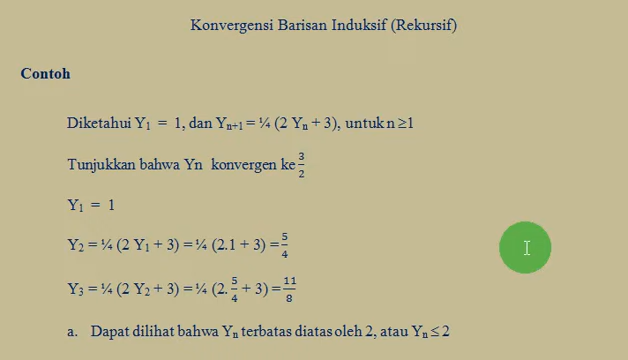 Konvergensi Barisan Induksif (Rekursif)
Contoh
Diketahui Y₁ = 1, dan Yₙ₊₁ = ¼ (2 Yₙ + 3), untuk n ≥1
Tunjukkan bahwa Yn konvergen ke 3/2
Y₁ = 1
Y₂ = ¼ (2 Y₁ + 3) = ¼ (2.1 + 3) = 5/4
Y₃ = ¼ (2 Y₂ + 3) = ¼ (2. 5/4 + 3) = 11/8
a. Dapat dilihat bahwa Yₙ terbatas diatas oleh 2, atau Yₙ ≤ 2